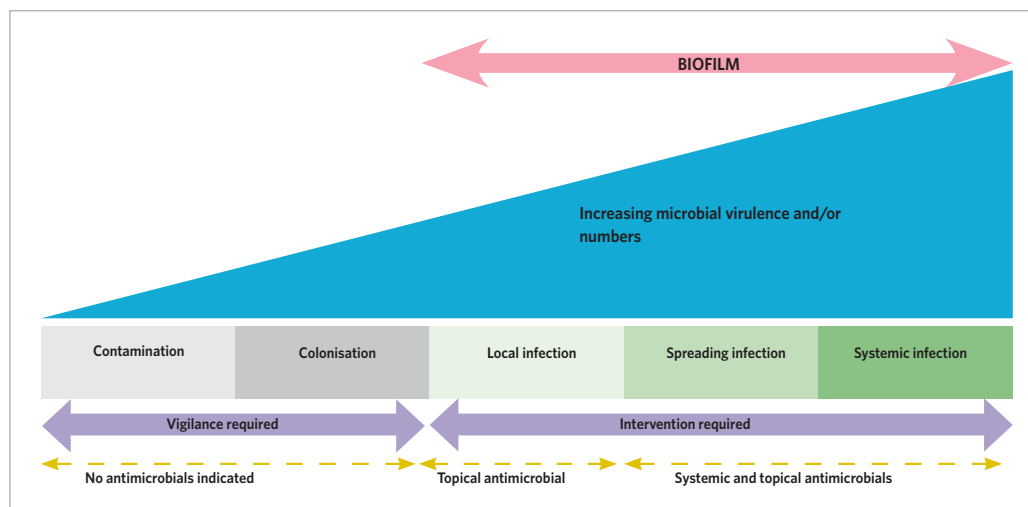 BIOFILM
Increasing microbial virulence and/or
numbers
Contamination
Colonisation
Local infection
Spreading infection
Systemic infection
Vigilance required
Intervention required
No antimicrobials indicated
Topical antimicrobial
Systemic and topical antimicrobials